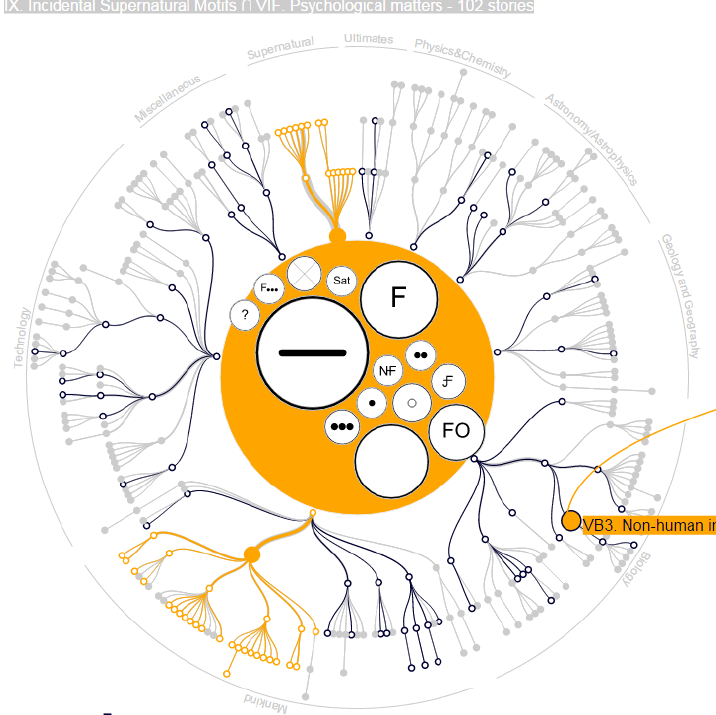 IX. Incidental Supernatural Motifs ∩ VIF. Psychological matters - 102 stories
Supernatural
Ultimates
Physics&Chemistry
Miscellaneous
Astronomy/Astrophysics
Geology and Geography
Technology
F...
Sat
F
?
NF
FO
VB3. Non-human in
Biology
Mankind